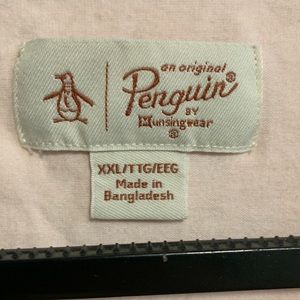 an original
Penguin®
BY
Munsingwear
®
XXL/TTG/EEG
Made in
Bangladesh